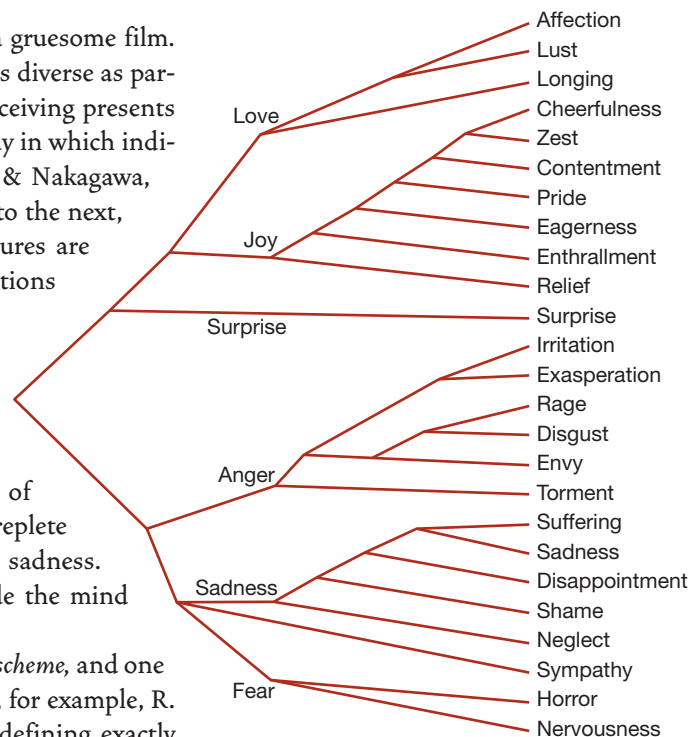 a gruesome film.
s diverse as par-
ceiving presents
y in which indi-
& Nakagawa,
to the next,
ures are
tions
of
replete
sadness.
le the mind
scheme, and one
, for example, R.
defining exactly
Love
Joy
Surprise
Anger
Sadness
Fear
Affection
Lust
Longing
Cheerfulness
Zest
Contentment
Pride
Eagerness
Enthrallment
Relief
Surprise
Irritation
Exasperation
Rage
Disgust
Envy
Torment
Suffering
Sadness
Disappointment
Shame
Neglect
Sympathy
Horror
Nervousness